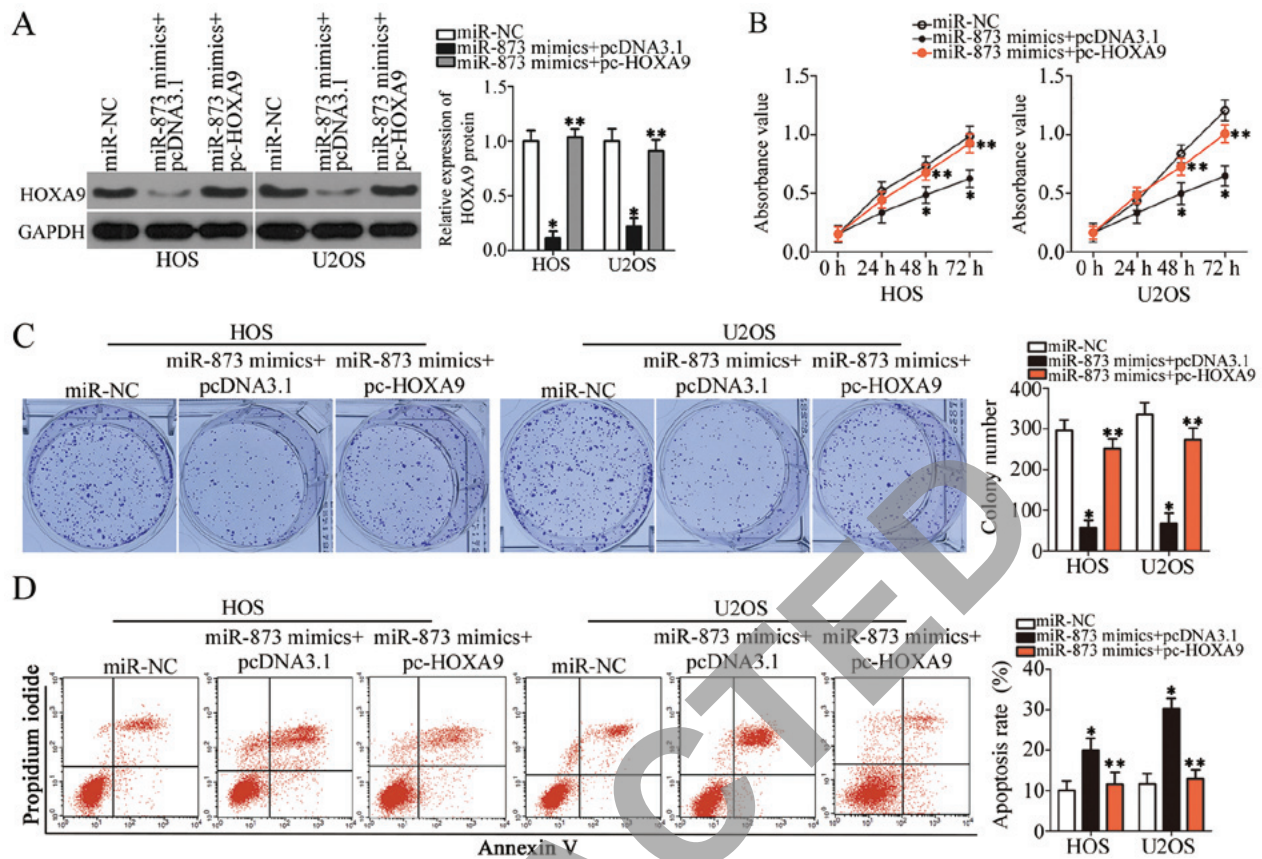 A
miR-NC
miR-873 mimics+
pcDNA3.1
miR-873 mimics+
pc-HOXA9
miR-NC
miR-873 mimics+
pcDNA3.1
miR-873 mimics+
pc-HOXA9
HOXA9
GAPDH
HOS
U2OS
miR-NC
miR-873 mimics+pcDNA3.1
miR-873 mimics+pc-HOXA9
Relative expression of
HOXA9 protein
1.5
1.0
0.5
0.0
*
**
*
**
HOS
U2OS
B
miR-NC
miR-873 mimics+pcDNA3.1
miR-873 mimics+pc-HOXA9
Absorbance value
1.5
1.0
0.5
0.0
**
**
*
*
0 h 24 h 48 h 72 h
HOS
Absorbance value
1.5
1.0
0.5
0.0
**
**
*
*
0 h 24 h 48 h 72 h
U2OS
C
HOS
miR-NC
miR-873 mimics+
pcDNA3.1
miR-873 mimics+
pc-HOXA9
U2OS
miR-NC
miR-873 mimics+
pcDNA3.1
miR-873 mimics+
pc-HOXA9
miR-NC
miR-873 mimics+pcDNA3.1
miR-873 mimics+pc-HOXA9
Colony number
400
300
200
100
0
*
**
*
**
HOS
U2OS
D
HOS
miR-NC
miR-873 mimics+
pcDNA3.1
miR-873 mimics+
pc-HOXA9
U2OS
miR-NC
miR-873 mimics+
pcDNA3.1
miR-873 mimics+
pc-HOXA9
Propidium iodide
Annexin V
miR-NC
miR-873 mimics+pcDNA3.1
miR-873 mimics+pc-HOXA9
Apoptosis rate (%)
40
30
20
10
0
*
**
*
**
HOS
U2OS
ACTED